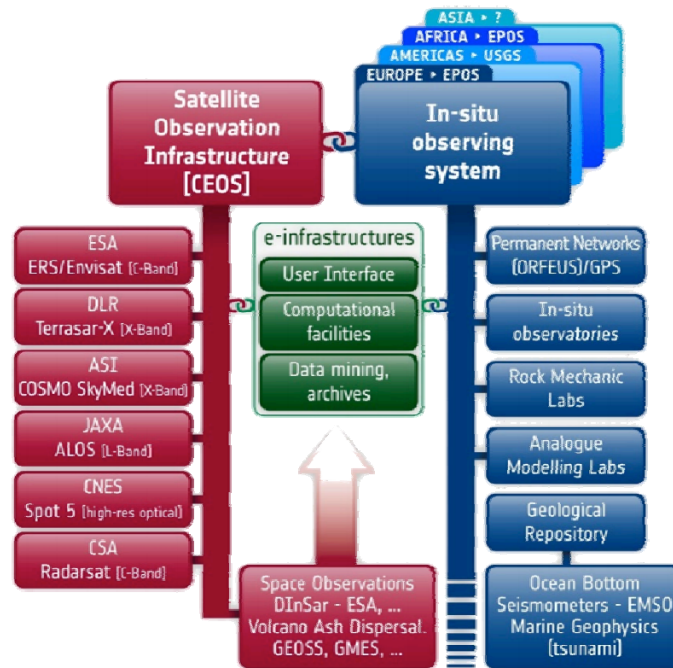 ASIA ▸ ?
AFRICA ▸ EPOS
AMERICAS ▸ USGS
EUROPE ▸ EPOS
Satellite
Observation
Infrastructure
[CEOS]
In-situ
observing
system
ESA
ERS/Envisat [C-Band]
DLR
Terrasar-X [X-Band]
ASI
COSMO SkyMed [X-Band]
JAXA
ALOS [L-Band]
CNES
Spot 5 [high-res optical]
CSA
Radarsat [C-Band]
e-infrastructures
User Interface
Computational
facilities
Data mining,
archives
Space Observations
DInSar - ESA, ...
Volcano Ash Dispersal.
GEOSS, GMES, ...
Permanent Networks
(ORFEUS)/GPS
In-situ
observatories
Rock Mechanic
Labs
Analogue
Modelling Labs
Geological
Repository
Ocean Bottom
Seismometers - EMSO
Marine Geophysics
(tsunami)